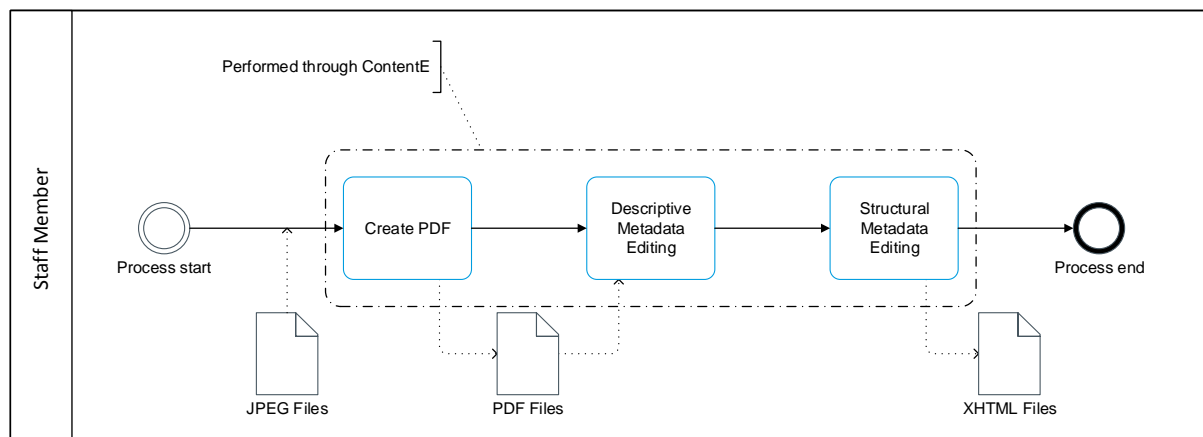 Staff Member
Performed through ContentE
Process start
Create PDF
Descriptive
Metadata
Editing
Structural
Metadata
Editing
Process end
JPEG Files
PDF Files
XHTML Files